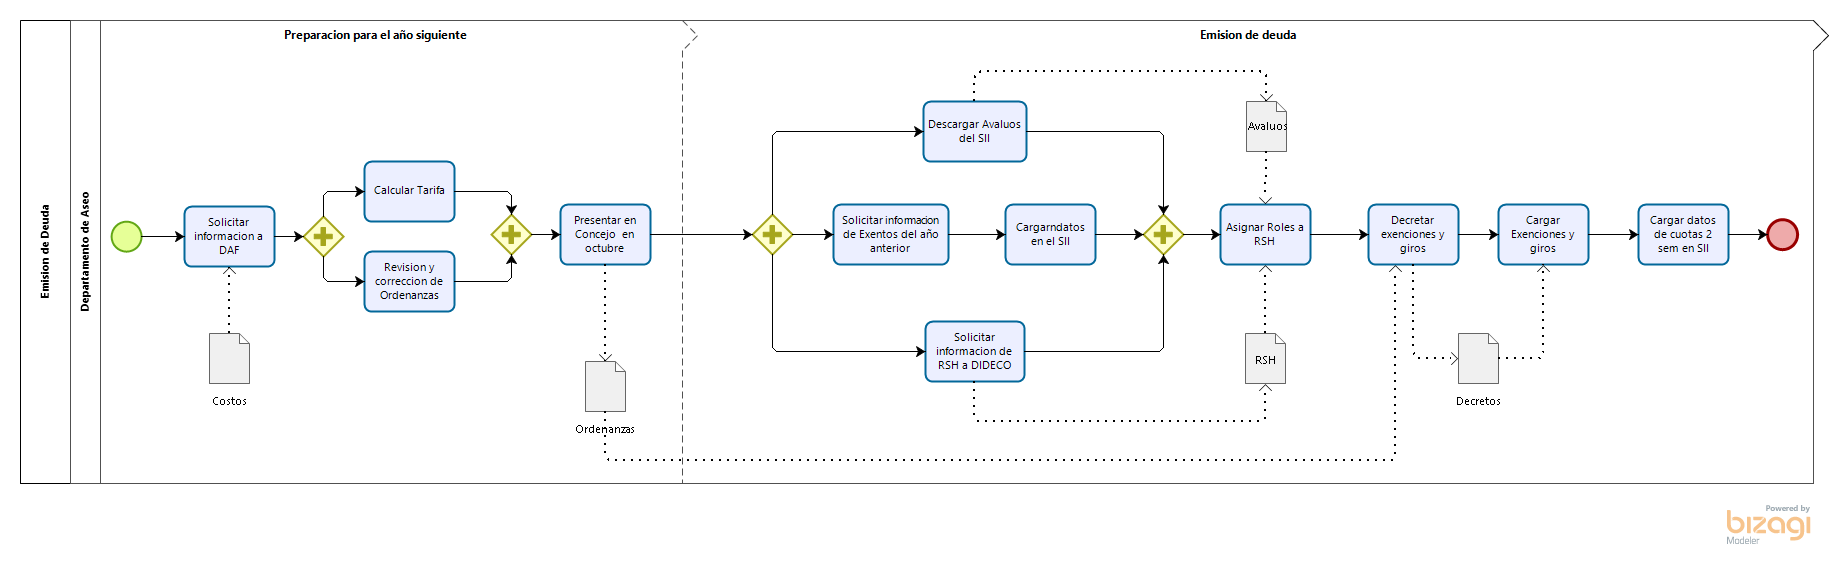 Emision de Deuda
Departamento de Aseo
Preparacion para el año siguiente
Emision de deuda
Solicitar
informacion a
DAF
Costos
Calcular Tarifa
Revision y
correccion de
Ordenanzas
Presentar en
Concejo  en
octubre
Ordenanzas
Descargar Avaluos
del SII
Solicitar informacion
de Exentos del año
anterior
Cargarndatos
en el SII
Solicitar
informacion de
RSH a DIDECO
Avaluos
Asignar Roles a
RSH
RSH
Decretar
exenciones y
giros
Decretos
Cargar
Exenciones y
giros
Cargar datos
de cuotas 2
sem en SII
Powered by
bizagi
Modeler